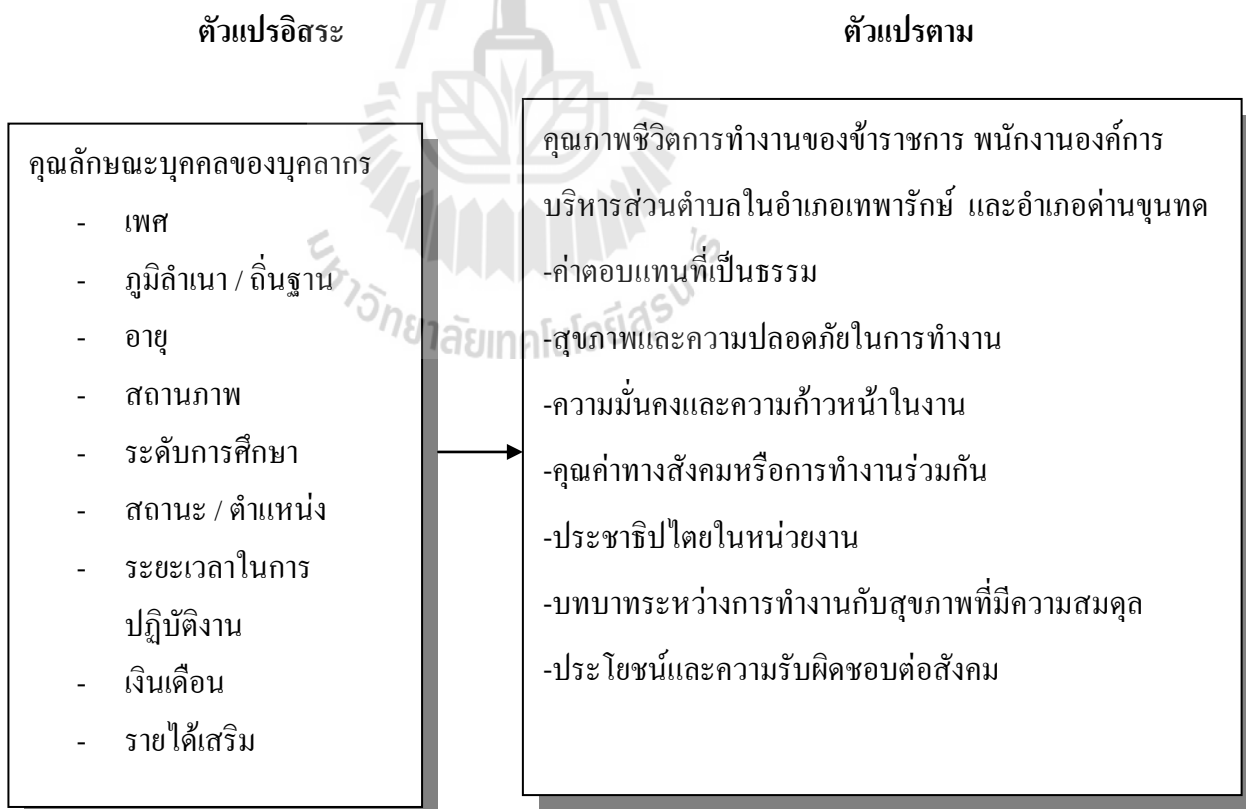 ตัวแปรอิสระ
ตัวแปรตาม
คุณลักษณะบุคคลของบุคลากร
- เพศ
- ภูมิลำเนา / ถิ่นฐาน
- อายุ
- สถานภาพ
- ระดับการศึกษา
- สถานะ / ตำแหน่ง
- ระยะเวลาในการ
ปฏิบัติงาน
- เงินเดือน
- รายได้เสริม
คุณภาพชีวิตการทำงานของข้าราชการ พนักงานองค์การ
บริหารส่วนตำบลในอำเภอเทพารักษ์ และอำเภอด่านขุนทด
-ค่าตอบแทนที่เป็นธรรม
-สุขภาพและความปลอดภัยในการทำงาน
-ความมั่นคงและความก้าวหน้าในงาน
-คุณค่าทางสังคมหรือการทำงานร่วมกัน
-ประชาธิปไตยในหน่วยงาน
-บทบาทระหว่างการทำงานกับสุขภาพที่มีความสมดุล
-ประโยชน์และความรับผิดชอบต่อสังคม